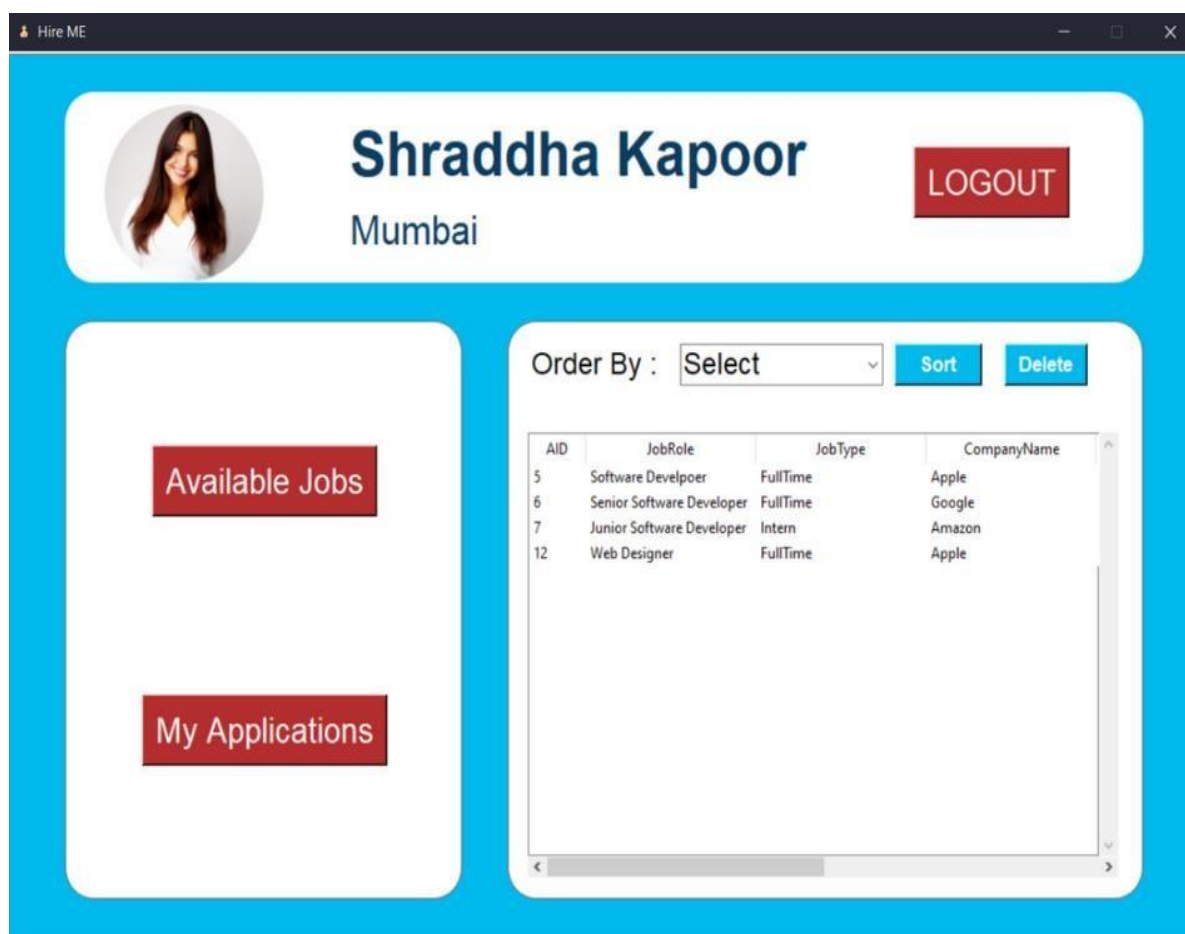 Hire ME
Shraddha Kapoor
LOGOUT
Mumbai
Order By : Select Sort Delete
AID JobRole JobType CompanyName
5 Software Develpoer FullTime Apple
6 Senior Software Developer FullTime Google
7 Junior Software Developer Intern Amazon
12 Web Designer FullTime Apple
Available Jobs
My Applications